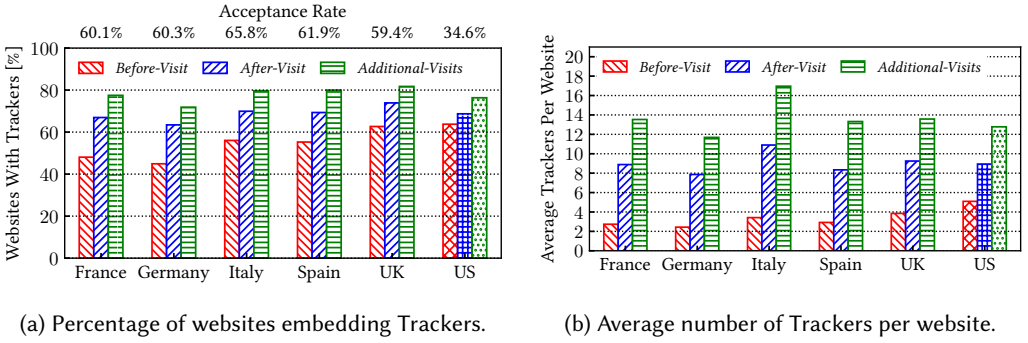 Acceptance Rate
60.1% 60.3% 65.8% 61.9% 59.4% 34.6%
Websites With Trackers [%]
100
80
60
40
20
0
Before-Visit After-Visit Additional-Visits
France Germany Italy Spain UK US
(a) Percentage of websites embedding Trackers.
Average Trackers Per Website
20
18
16
14
12
10
8
6
4
2
0
Before-Visit After-Visit Additional-Visits
France Germany Italy Spain UK US
(b) Average number of Trackers per website.